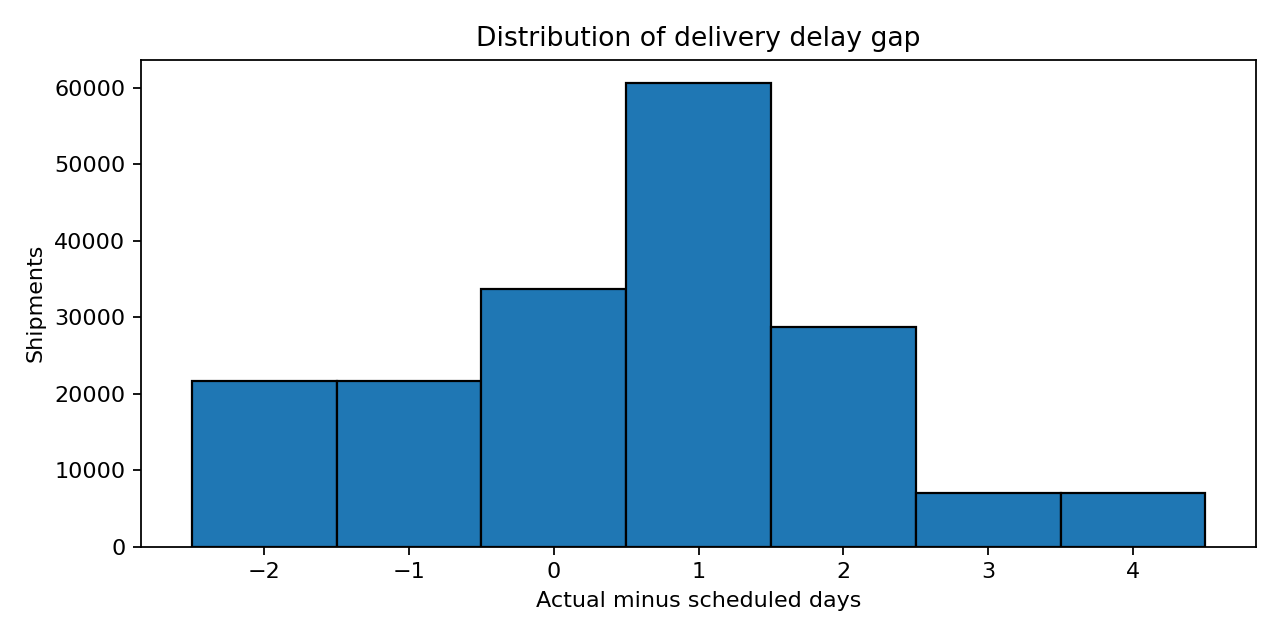 Distribution of delivery delay gap
60000
50000
40000
30000
20000
10000
0
Shipments
−2 −1 0 1 2 3 4
Actual minus scheduled days